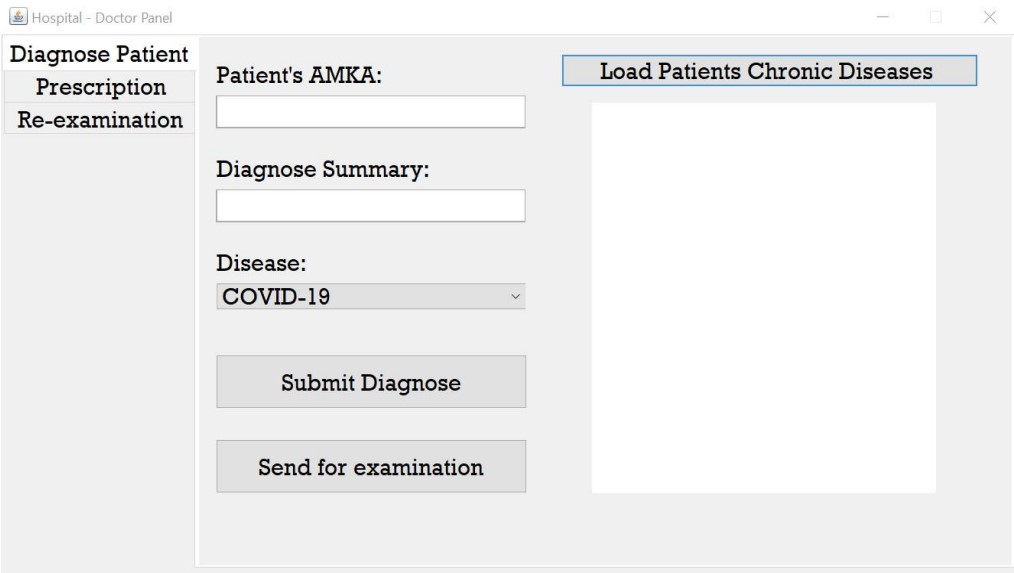 Hospital - Doctor Panel
Diagnose Patient
Prescription
Re-examination
Patient's AMKA:
Diagnose Summary:
Disease:
COVID-19
Submit Diagnose
Send for examination
Load Patients Chronic Diseases